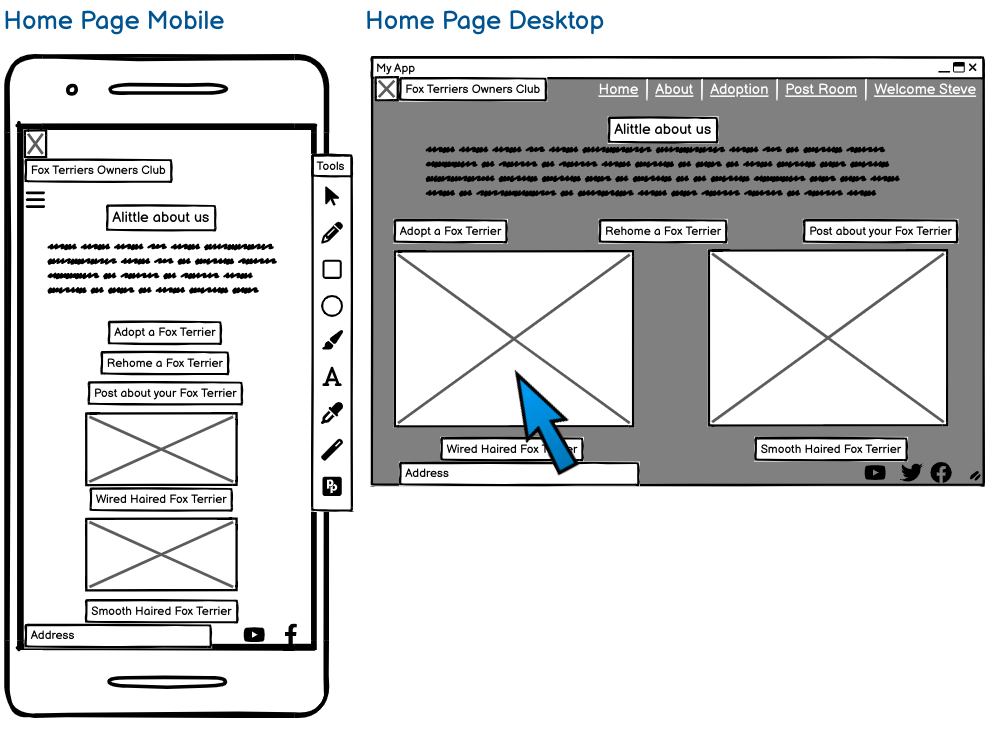 Home Page Mobile
Fox Terriers Owners Club
Alittle about us
Adopt a Fox Terrier
Rehome a Fox Terrier
Post about your Fox Terrier
Wired Haired Fox Terrier
Smooth Haired Fox Terrier
Address
Tools
Home Page Desktop
My App
Fox Terriers Owners Club
Home About Adoption Post Room Welcome Steve
Alittle about us
Adopt a Fox Terrier Rehome a Fox Terrier Post about your Fox Terrier
Wired Haired Fox Terrier Smooth Haired Fox Terrier
Address